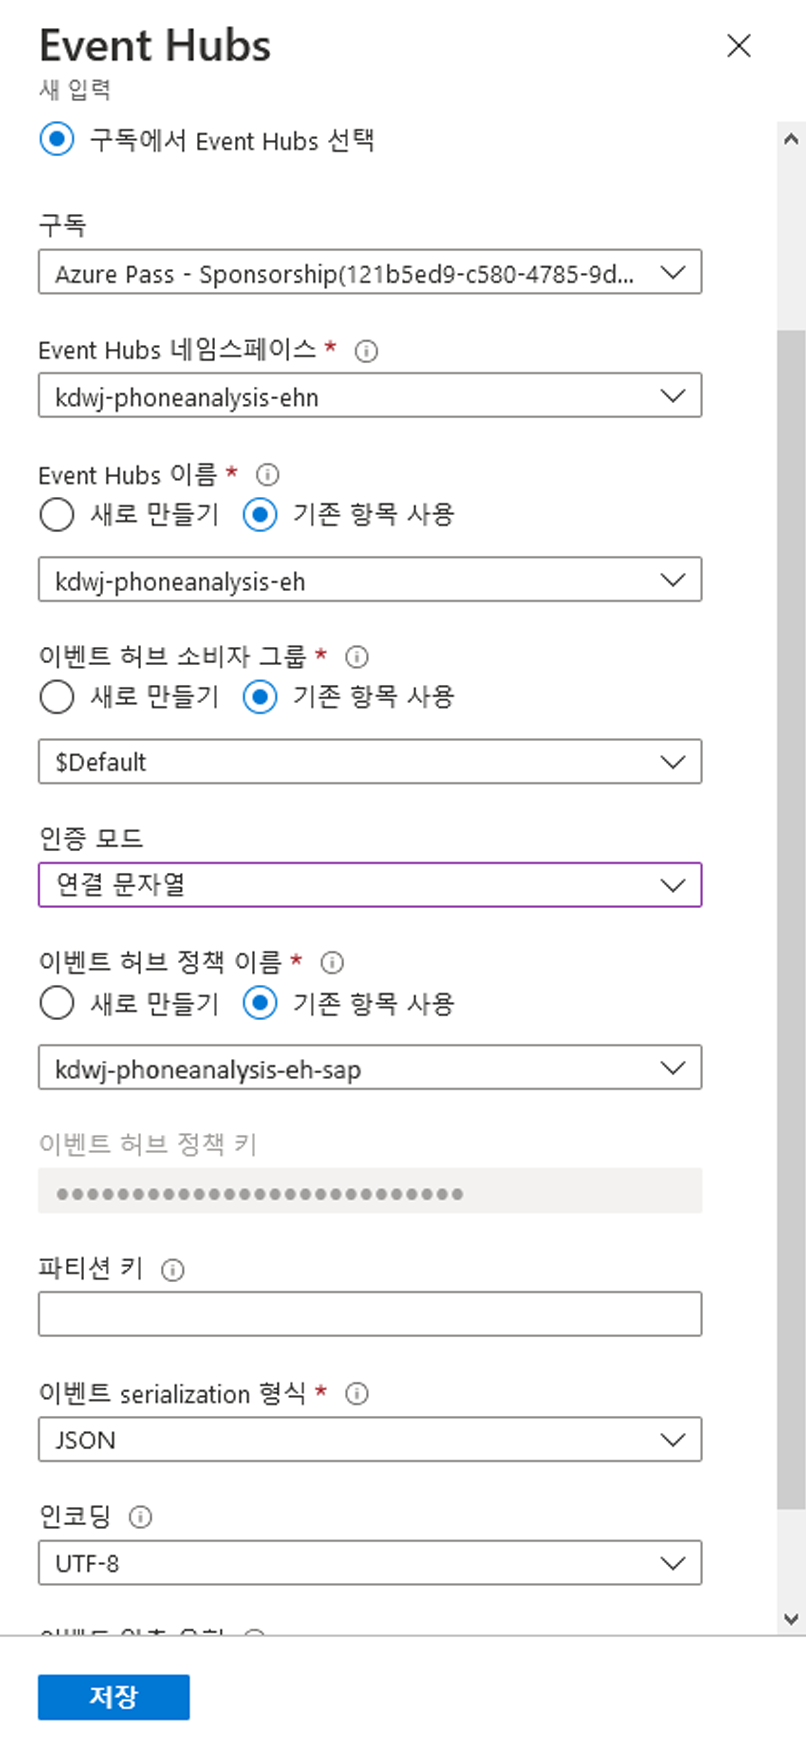 Event Hubs
새 입력
구독에서 Event Hubs 선택
구독
Azure Pass - Sponsorship(121b5ed9-c580-4785-9d...
Event Hubs 네임스페이스 *
kdwj-phoneanalysis-ehn
Event Hubs 이름 *
새로 만들기 기존 항목 사용
kdwj-phoneanalysis-eh
이벤트 허브 소비자 그룹 *
새로 만들기 기존 항목 사용
$Default
인증 모드
연결 문자열
이벤트 허브 정책 이름 *
새로 만들기 기존 항목 사용
kdwj-phoneanalysis-eh-sap
이벤트 허브 정책 키
파티션 키
이벤트 serialization 형식 *
JSON
인코딩
UTF-8
저장